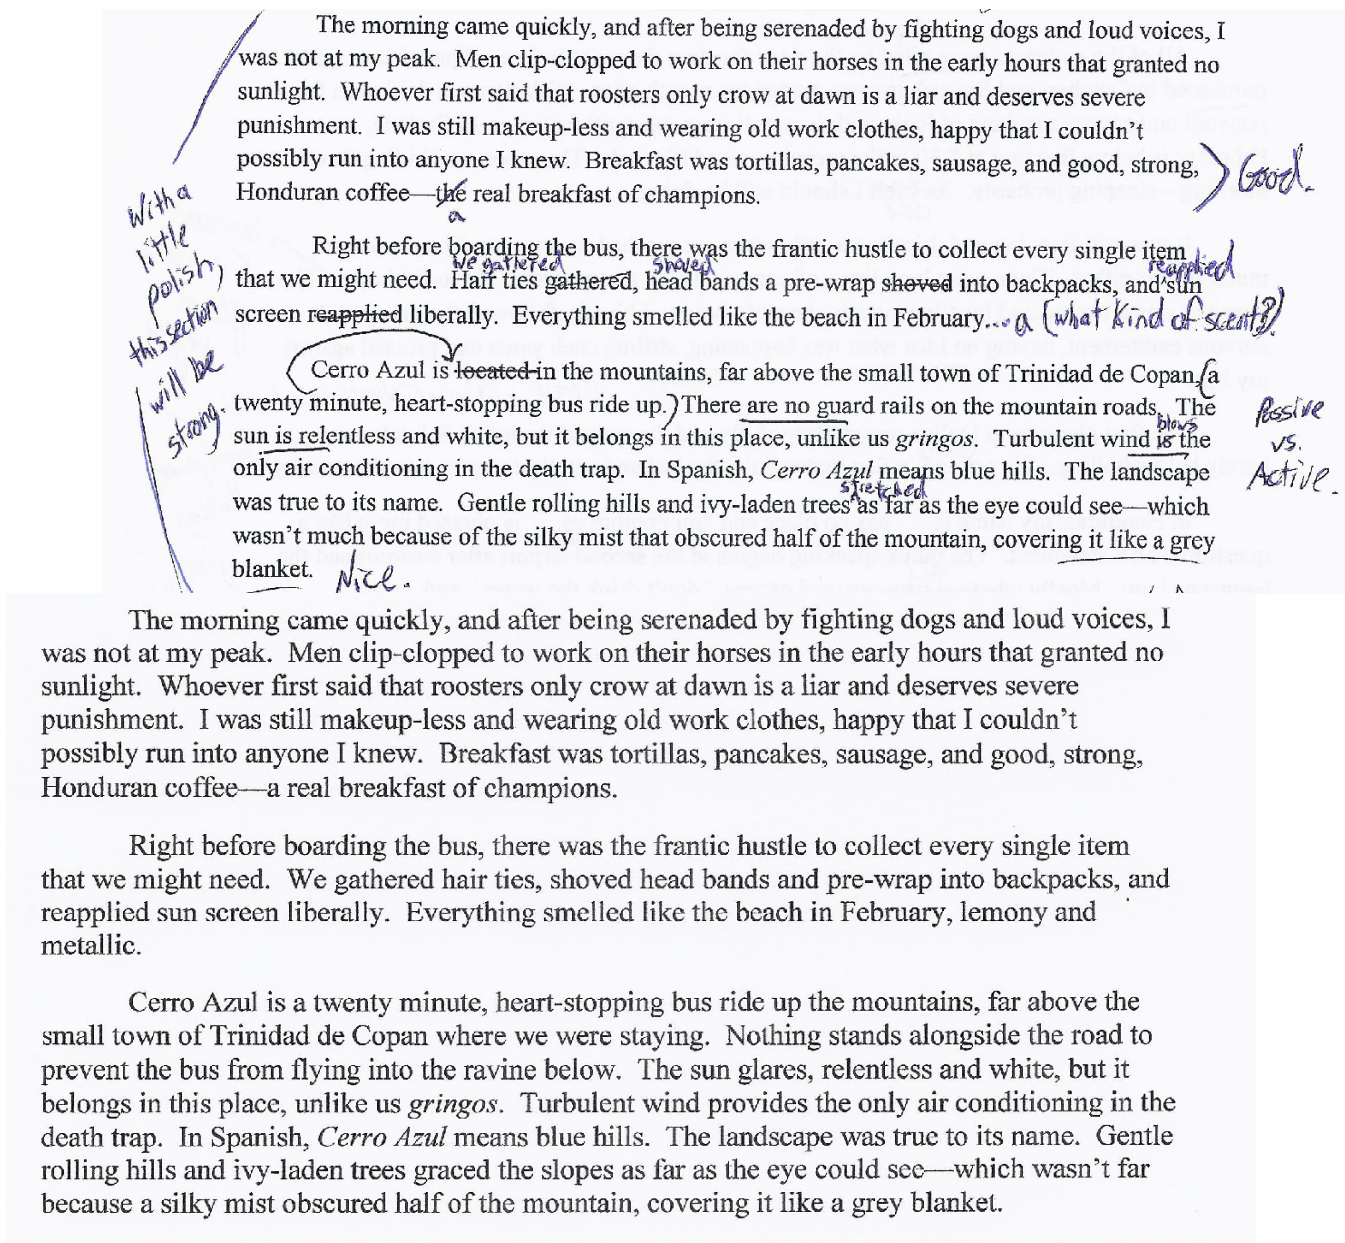 The morning came quickly, and after being serenaded by fighting dogs and loud voices, I
was not at my peak.  Men clip-clopped to work on their horses in the early hours that granted no
sunlight.  Whoever first said that roosters only crow at dawn is a liar and deserves severe
punishment.  I was still makeup-less and wearing old work clothes, happy that I couldn't
possibly run into anyone I knew.  Breakfast was tortillas, pancakes, sausage, and good, strong,
Good.
Honduran coffee—the real breakfast of champions.
a
With a
little
polish,
this section
will be
strong.
Right before boarding the bus, there was the frantic hustle to collect every single item
we gathered shoved reapplied
that we might need.  Hair ties gathered, head bands a pre-wrap shoved into backpacks, and sun
screen reapplied liberally.  Everything smelled like the beach in February... a (what kind of scent?)
Cerro Azul is located in the mountains, far above the small town of Trinidad de Copan, (a
twenty minute, heart-stopping bus ride up.) There are no guard rails on the mountain roads.  The
blows
sun is relentless and white, but it belongs in this place, unlike us gringos.  Turbulent wind is the
Passive
vs.
Active.
only air conditioning in the death trap.  In Spanish, Cerro Azul means blue hills.  The landscape
stretched
was true to its name.  Gentle rolling hills and ivy-laden trees as far as the eye could see—which
wasn't much because of the silky mist that obscured half of the mountain, covering it like a grey
blanket. Nice.
The morning came quickly, and after being serenaded by fighting dogs and loud voices, I
was not at my peak.  Men clip-clopped to work on their horses in the early hours that granted no
sunlight.  Whoever first said that roosters only crow at dawn is a liar and deserves severe
punishment.  I was still makeup-less and wearing old work clothes, happy that I couldn't
possibly run into anyone I knew.  Breakfast was tortillas, pancakes, sausage, and good, strong,
Honduran coffee—a real breakfast of champions.
Right before boarding the bus, there was the frantic hustle to collect every single item
that we might need.  We gathered hair ties, shoved head bands and pre-wrap into backpacks, and
reapplied sun screen liberally.  Everything smelled like the beach in February, lemony and
metallic.
Cerro Azul is a twenty minute, heart-stopping bus ride up the mountains, far above the
small town of Trinidad de Copan where we were staying.  Nothing stands alongside the road to
prevent the bus from flying into the ravine below.  The sun glares, relentless and white, but it
belongs in this place, unlike us gringos.  Turbulent wind provides the only air conditioning in the
death trap.  In Spanish, Cerro Azul means blue hills.  The landscape was true to its name.  Gentle
rolling hills and ivy-laden trees graced the slopes as far as the eye could see—which wasn't far
because a silky mist obscured half of the mountain, covering it like a grey blanket.